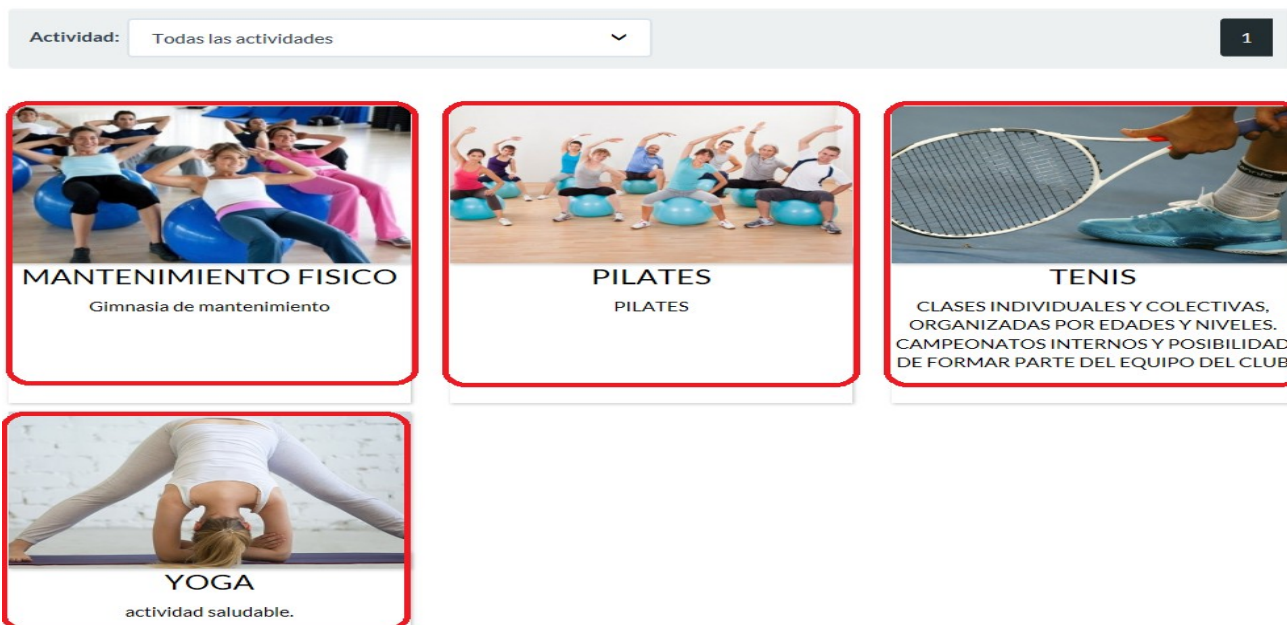 Actividad: Todas las actividades
1
MANTENIMIENTO FISICO
Gimnasia de mantenimiento
PILATES
PILATES
TENIS
CLASES INDIVIDUALES Y COLECTIVAS,
ORGANIZADAS POR EDADES Y NIVELES.
CAMPEONATOS INTERNOS Y POSIBILIDAD
DE FORMAR PARTE DEL EQUIPO DEL CLUB
YOGA
actividad saludable.